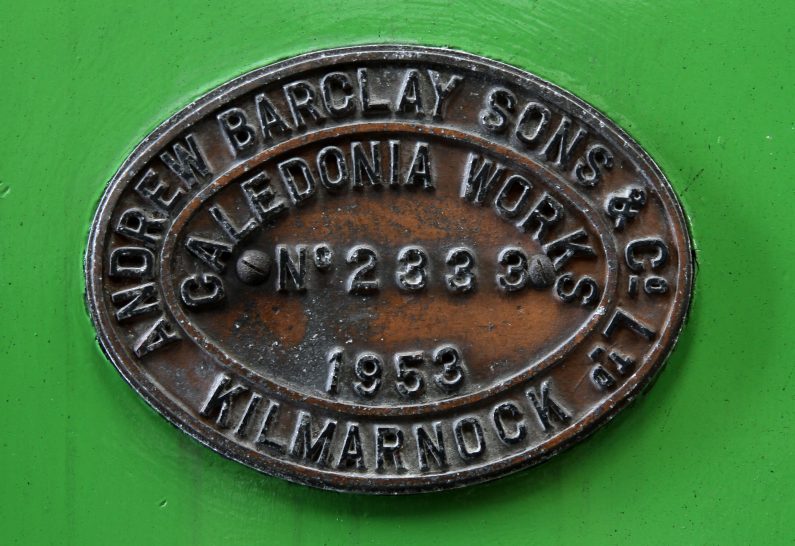 ANDREW BARCLAY SONS & Cº. LTD
CALEDONIA WORKS
Nº 2333
1953
KILMARNOCK